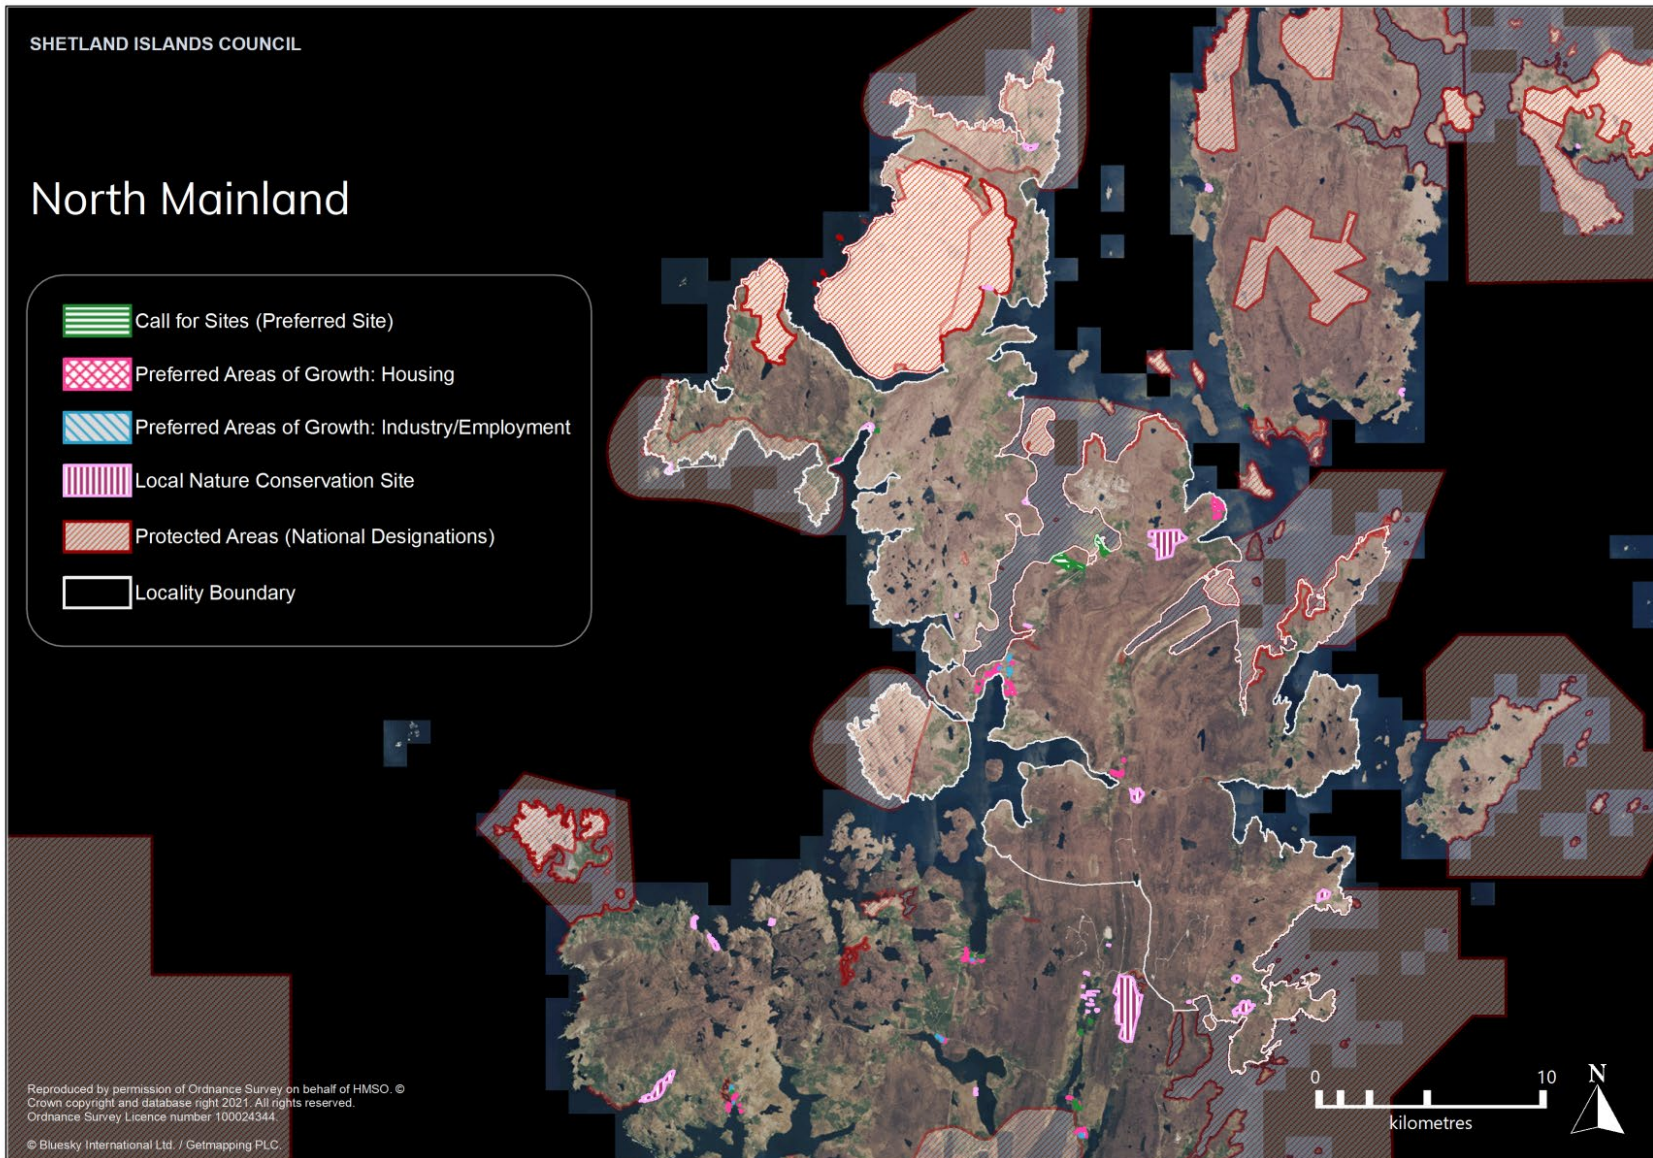 SHETLAND ISLANDS COUNCIL
North Mainland
Call for Sites (Preferred Site)
Preferred Areas of Growth: Housing
Preferred Areas of Growth: Industry/Employment
Local Nature Conservation Site
Protected Areas (National Designations)
Locality Boundary
Reproduced by permission of Ordnance Survey on behalf of HMSO. ©
Crown copyright and database right 2021. All rights reserved.
Ordnance Survey Licence number 100024344.
© Bluesky International Ltd. / Getmapping PLC.
0 10
kilometres
N